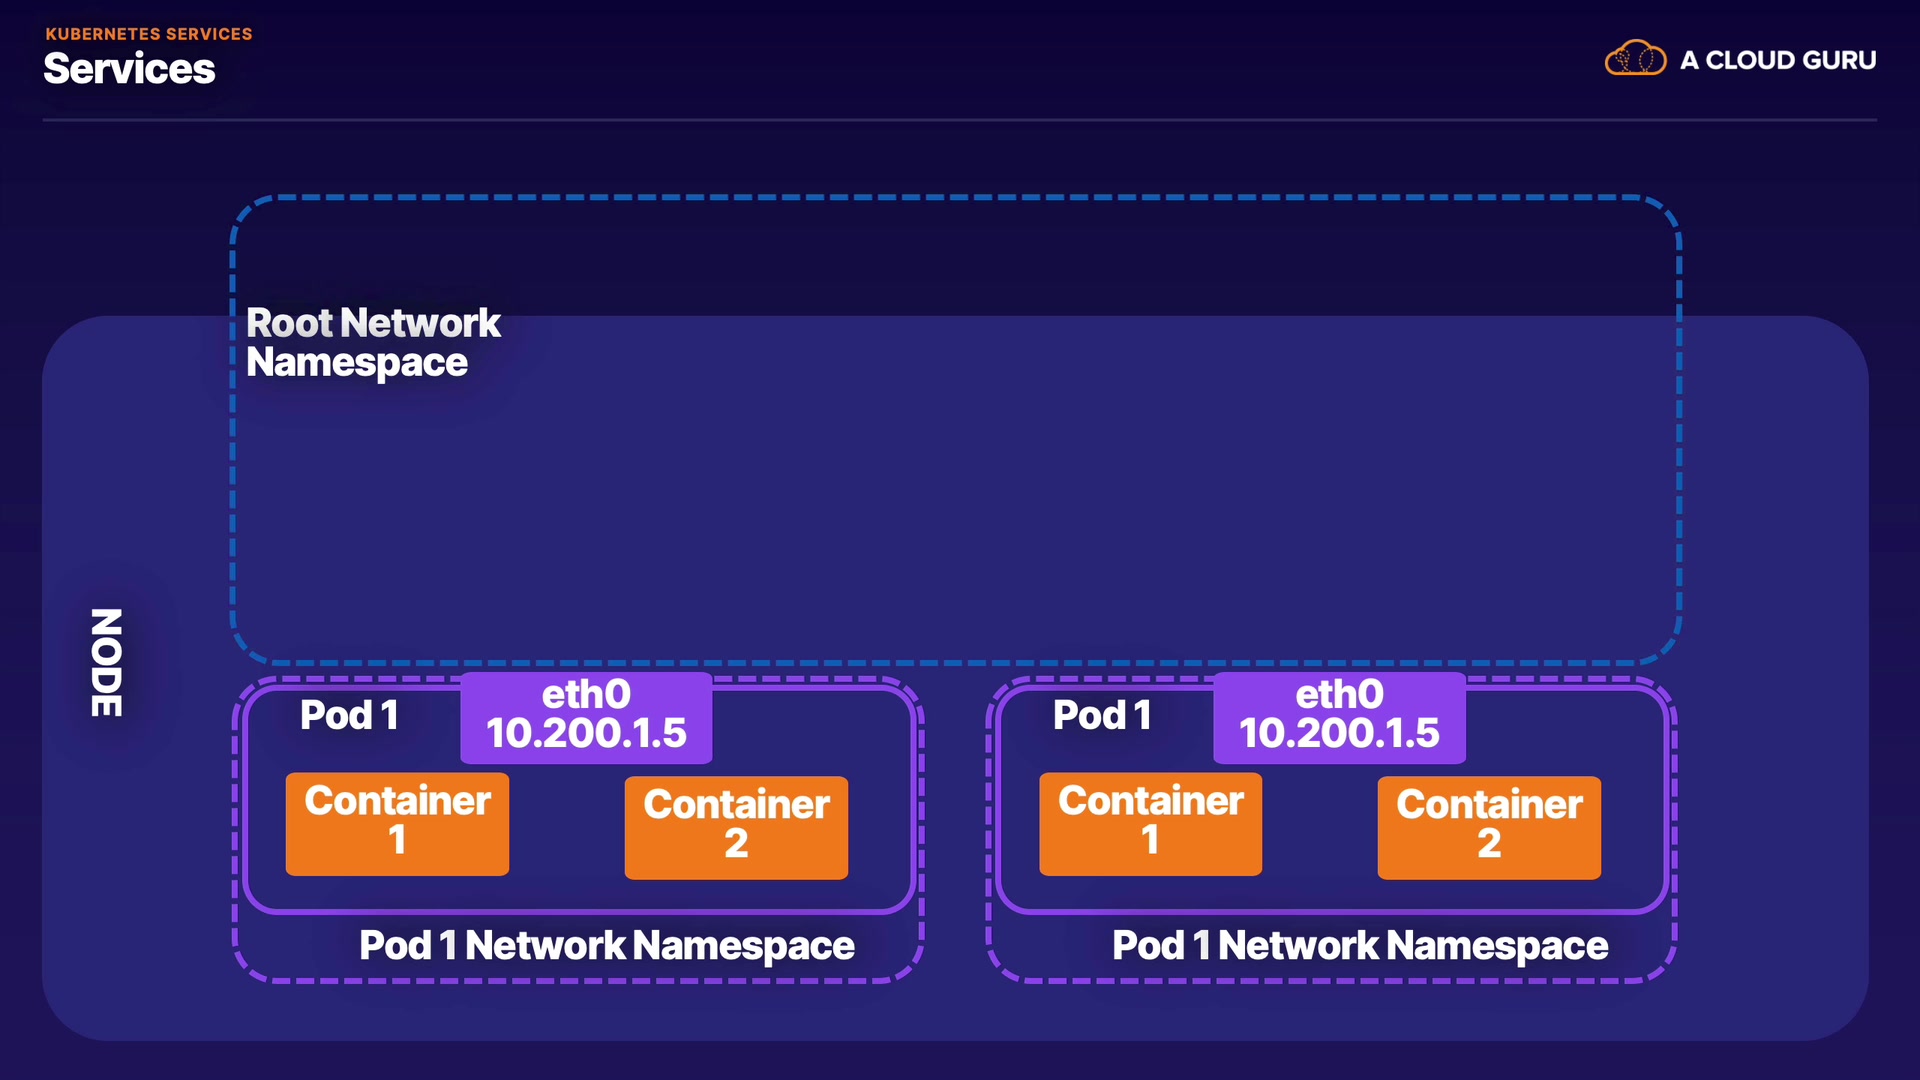 KUBERNETES SERVICES
Services
A CLOUD GURU
Root Network
Namespace
NODE
Pod 1
eth0
10.200.1.5
Container
1
Container
2
Pod 1 Network Namespace
Pod 1
eth0
10.200.1.5
Container
1
Container
2
Pod 1 Network Namespace